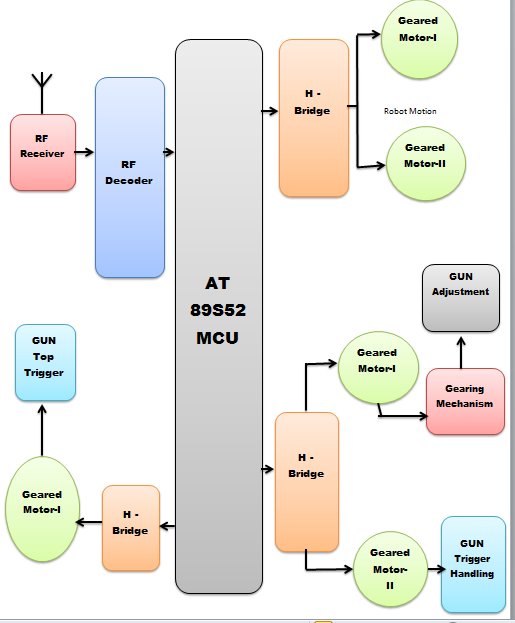 Geared
Motor-I
H -
Bridge
Robot Motion
RF
Receiver
RF
Decoder
Geared
Motor-II
AT
89S52
MCU
GUN
Adjustment
GUN
Top
Trigger
Geared
Motor-I
Gearing
Mechanism
H -
Bridge
Geared
Motor-I
H -
Bridge
Geared
Motor-
II
GUN
Trigger
Handling